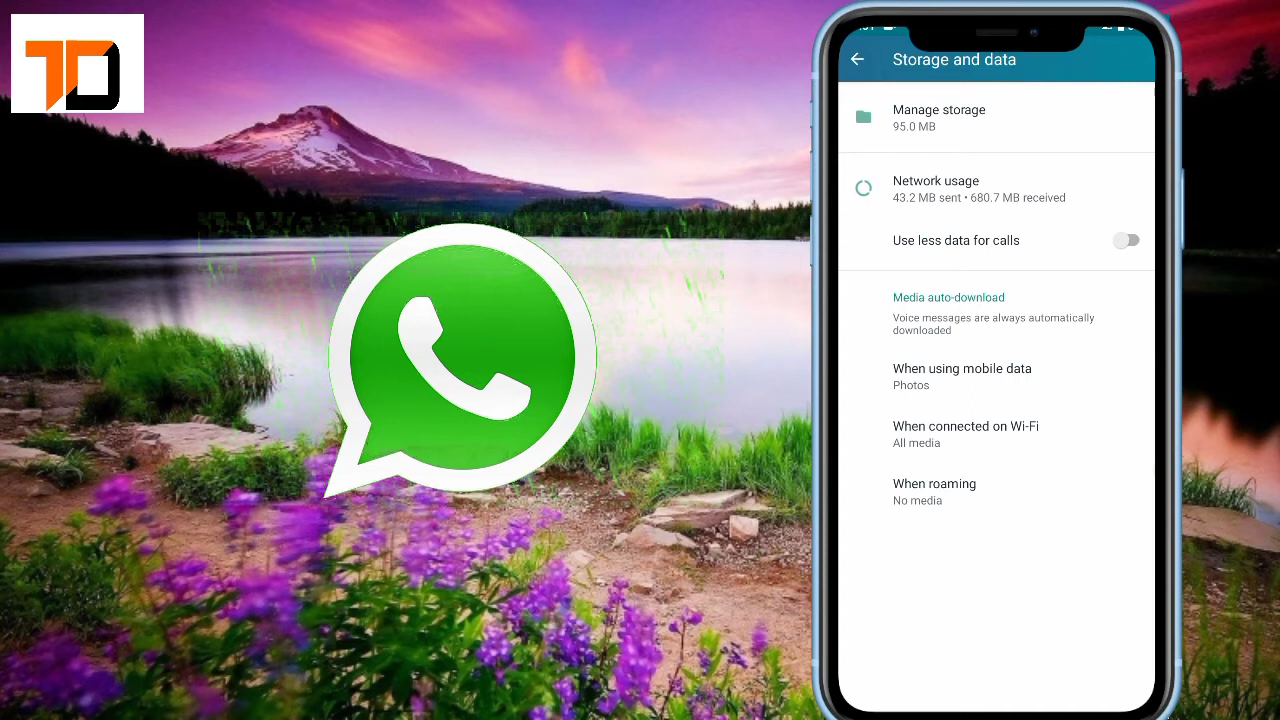 TD
Storage and data
Manage storage
95.0 MB
Network usage
43.2 MB sent • 680.7 MB received
Use less data for calls
Media auto-download
Voice messages are always automatically
downloaded
When using mobile data
Photos
When connected on Wi-Fi
All media
When roaming
No media